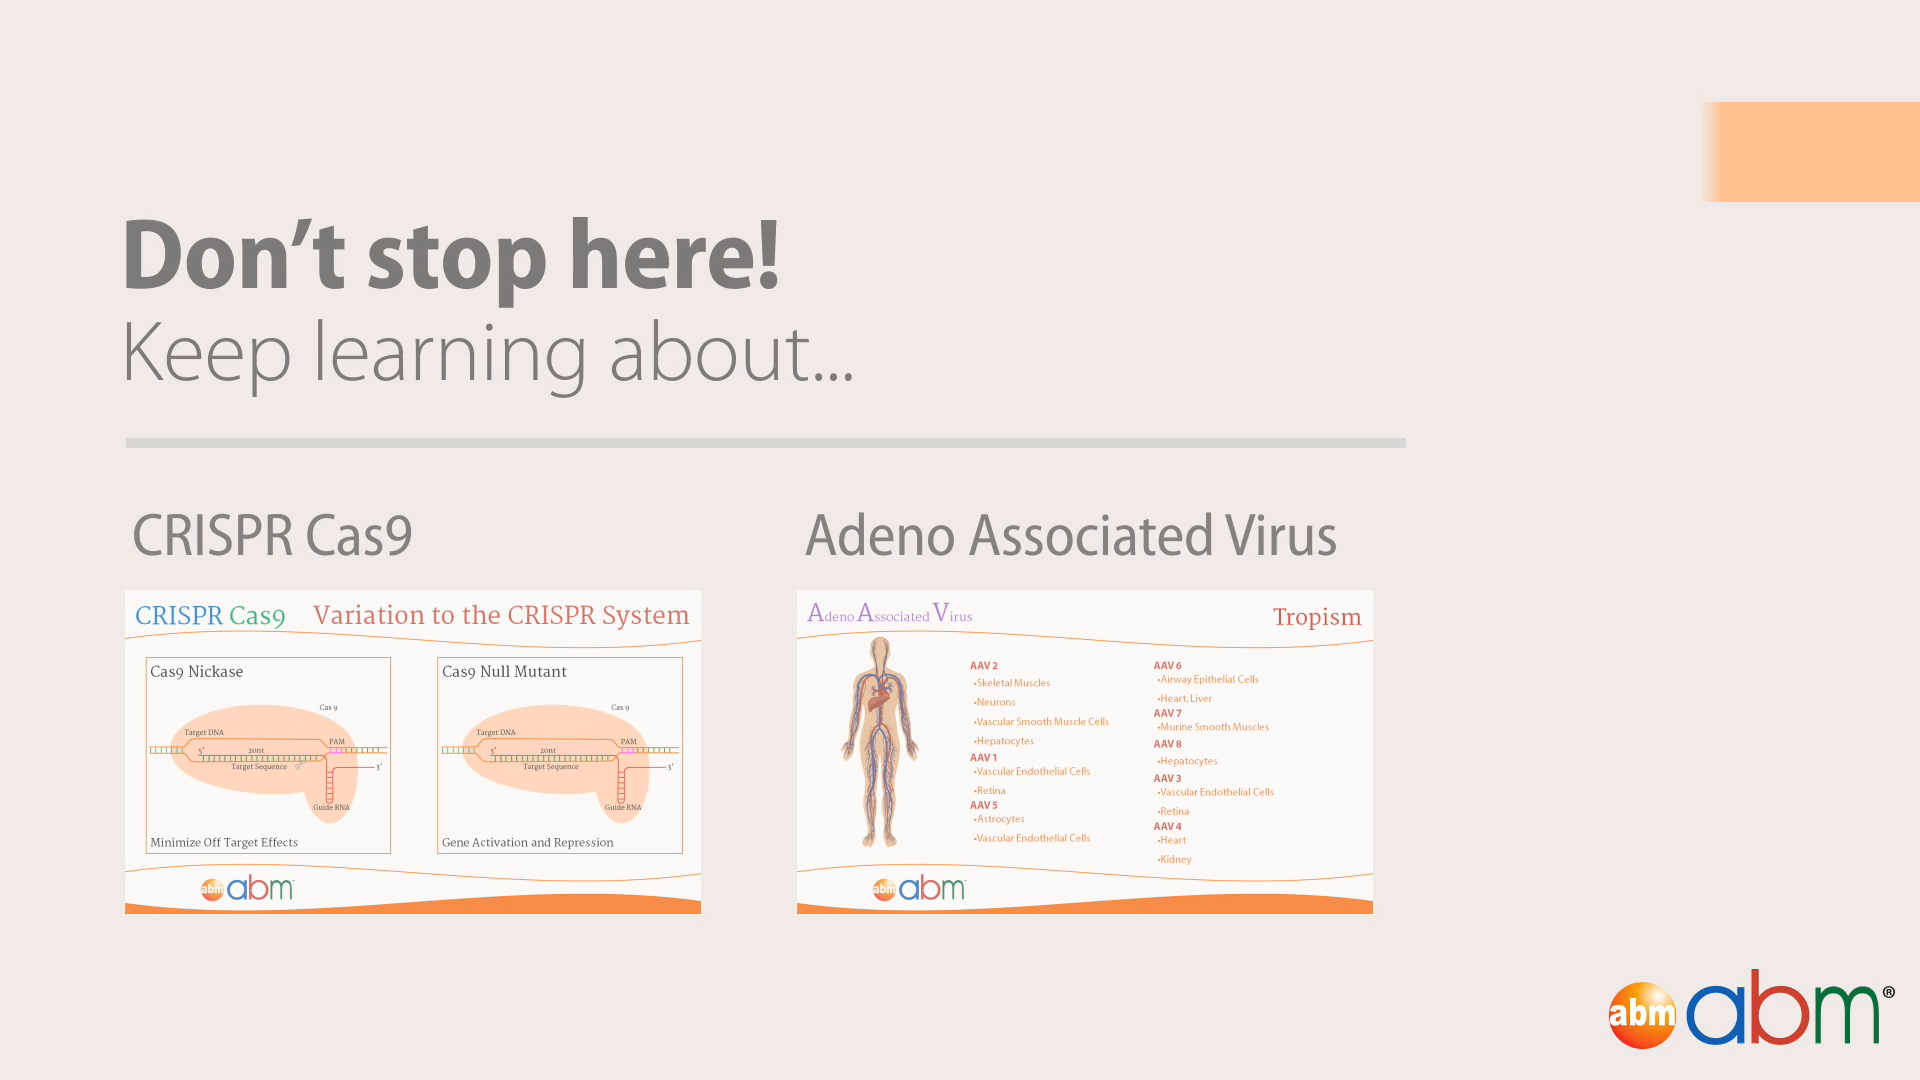 Don’t stop here!
Keep learning about...
CRISPR Cas9
CRISPR Cas9 Variation to the CRISPR System
Cas9 Nickase
Cas 9
Target DNA
PAM
5'
20nt
Target Sequence
3'
Guide RNA
Minimize Off Target Effects
Cas9 Null Mutant
Cas 9
Target DNA
PAM
5'
20nt
Target Sequence
3'
Guide RNA
Gene Activation and Repression
abm abm
Adeno Associated Virus
Adeno Associated Virus Tropism
AAV 2
•Skeletal Muscles
•Neurons
•Vascular Smooth Muscle Cells
•Hepatocytes
AAV 1
•Vascular Endothelial Cells
•Retina
AAV 5
•Astrocytes
•Vascular Endothelial Cells
AAV 6
•Airway Epithelial Cells
•Heart, Liver
AAV 7
•Murine Smooth Muscles
AAV 8
•Hepatocytes
AAV 3
•Vascular Endothelial Cells
•Retina
AAV 4
•Heart
•Kidney
abm abm
abm abm®